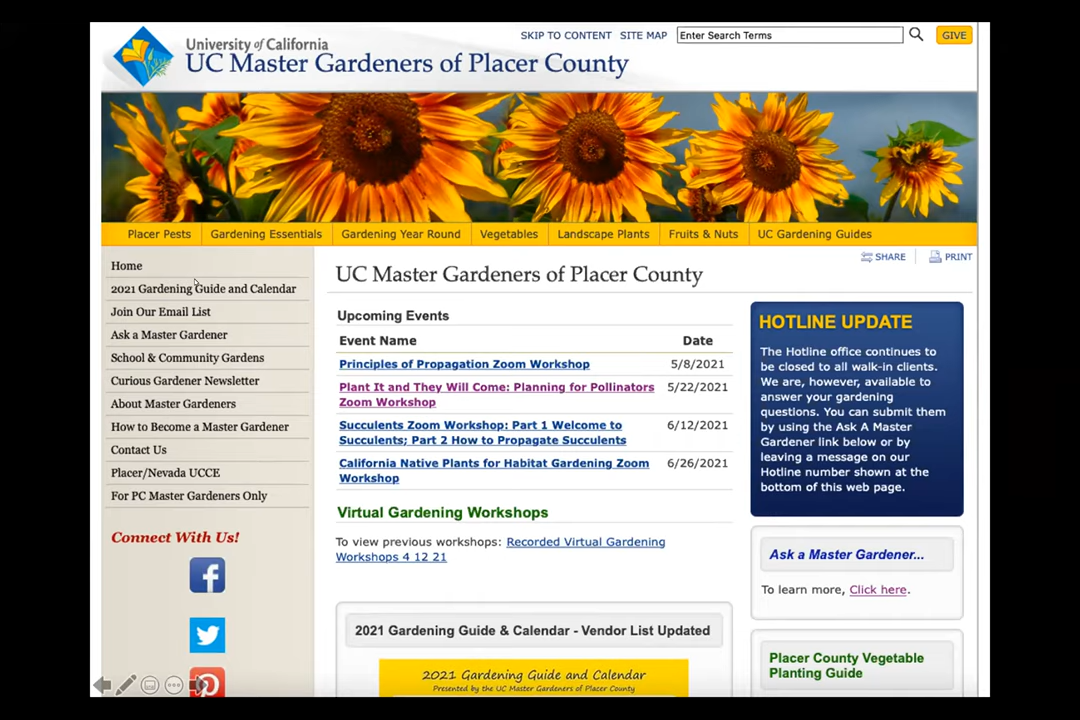 SKIP TO CONTENT SITE MAP Enter Search Terms GIVE
University of California
UC Master Gardeners of Placer County
Placer Pests Gardening Essentials Gardening Year Round Vegetables Landscape Plants Fruits & Nuts UC Gardening Guides
Home
2021 Gardening Guide and Calendar
Join Our Email List
Ask a Master Gardener
School & Community Gardens
Curious Gardener Newsletter
About Master Gardeners
How to Become a Master Gardener
Contact Us
Placer/Nevada UCCE
For PC Master Gardeners Only
Connect With Us!
SHARE PRINT
UC Master Gardeners of Placer County
Upcoming Events
Event Name Date
Principles of Propagation Zoom Workshop 5/8/2021
Plant It and They Will Come: Planning for Pollinators 5/22/2021
Zoom Workshop
Succulents Zoom Workshop: Part 1 Welcome to 6/12/2021
Succulents; Part 2 How to Propagate Succulents
California Native Plants for Habitat Gardening Zoom 6/26/2021
Workshop
Virtual Gardening Workshops
To view previous workshops: Recorded Virtual Gardening
Workshops 4 12 21
2021 Gardening Guide & Calendar - Vendor List Updated
2021 Gardening Guide and Calendar
Presented by the UC Master Gardeners of Placer County
HOTLINE UPDATE
The Hotline office continues to
be closed to all walk-in clients.
We are, however, available to
answer your gardening
questions. You can submit them
by using the Ask A Master
Gardener link below or by
leaving a message on our
Hotline number shown at the
bottom of this web page.
Ask a Master Gardener...
To learn more, Click here.
Placer County Vegetable
Planting Guide